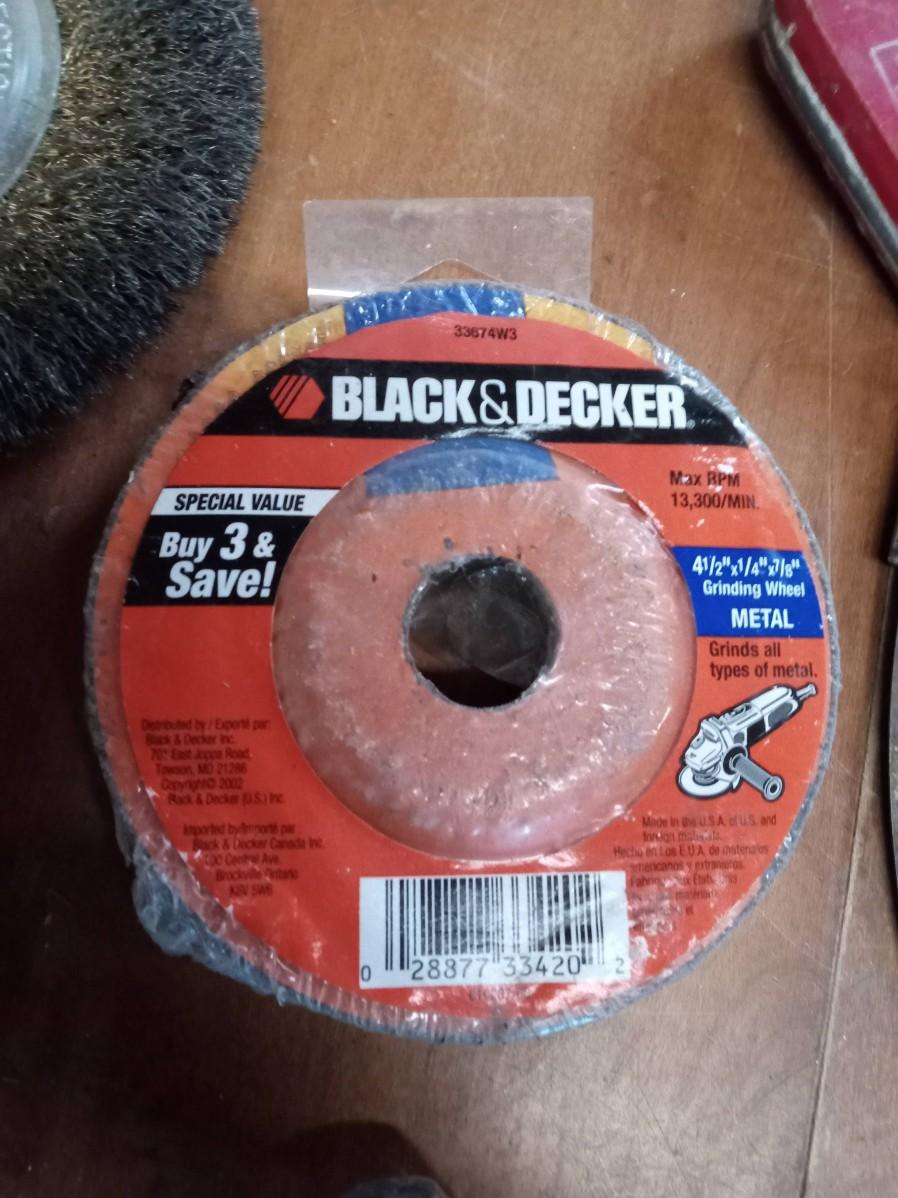 33674W3
BLACK&DECKER®
Max RPM
13,300/MIN.
SPECIAL VALUE
Buy 3 &
Save!
4 1/2"x1/4"x7/8"
Grinding Wheel
METAL
Grinds all
types of metal.
Distributed by / Exporté par:
Black & Decker Inc.
701 East Joppa Road,
Towson, MD 21286
Copyright© 2002
Black & Decker (U.S.) Inc.
Imported by/Importé par
Black & Decker Canada Inc.
100 Central Ave.
Brockville Ontario
K6V 5W6
Made in the U.S.A. of U.S. and
foreign materials.
Hecho en Los E.U.A. de materiales
americanos y extranjeros.
États Unis
0 28877 33420 2